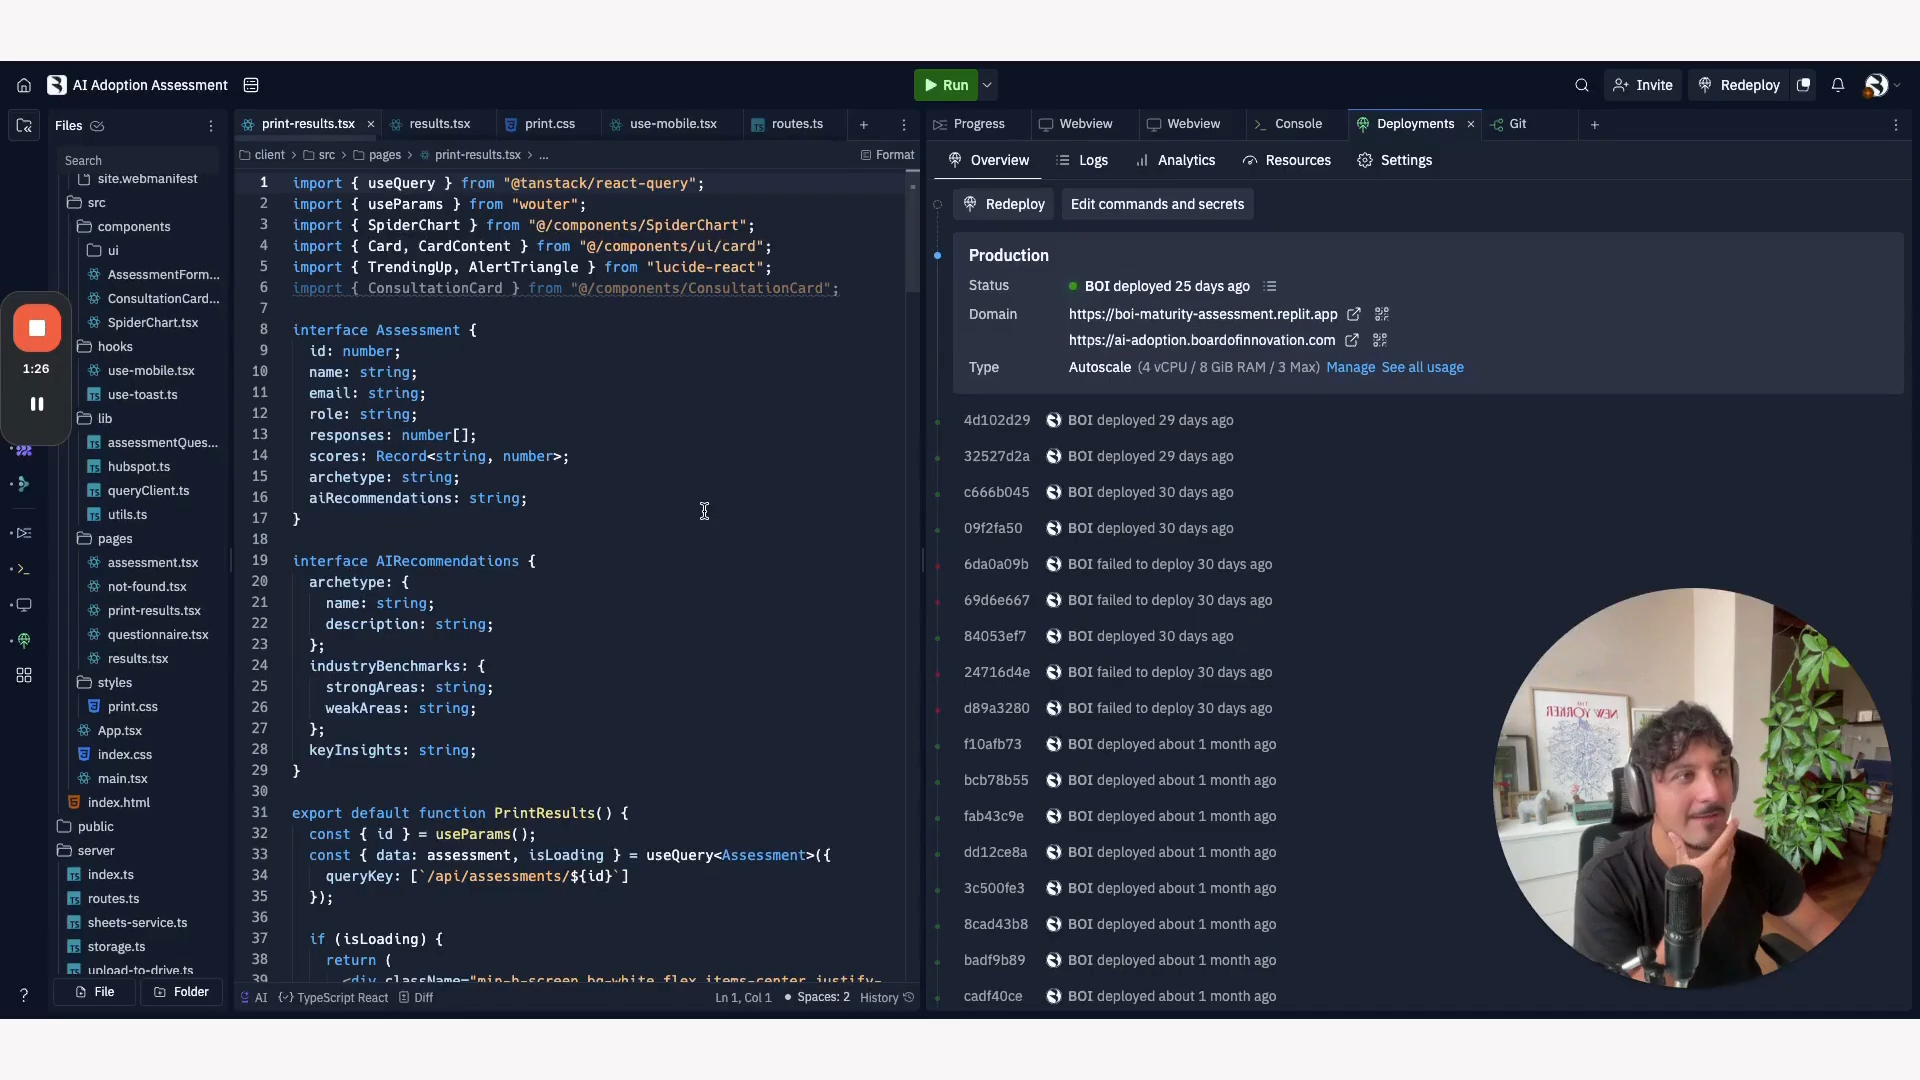 AI Adoption Assessment
Run
Invite
Redeploy
Files
Search
site.webmanifest
src
components
ui
AssessmentForm...
ConsultationCard...
SpiderChart.tsx
hooks
use-mobile.tsx
use-toast.ts
lib
assessmentQues...
hubspot.ts
queryClient.ts
utils.ts
pages
assessment.tsx
not-found.tsx
print-results.tsx
questionnaire.tsx
results.tsx
styles
print.css
App.tsx
index.css
main.tsx
index.html
public
server
index.ts
routes.ts
sheets-service.ts
storage.ts
upload-to-drive.ts
File Folder
1:26
print-results.tsx results.tsx print.css use-mobile.tsx routes.ts
client > src > pages > print-results.tsx > ... Format
1 import { useQuery } from "@tanstack/react-query";
2 import { useParams } from "wouter";
3 import { SpiderChart } from "@/components/SpiderChart";
4 import { Card, CardContent } from "@/components/ui/card";
5 import { TrendingUp, AlertTriangle } from "lucide-react";
6 import { ConsultationCard } from "@/components/ConsultationCard";
7
8 interface Assessment {
9 id: number;
10 name: string;
11 email: string;
12 role: string;
13 responses: number[];
14 scores: Record<string, number>;
15 archetype: string;
16 aiRecommendations: string;
17 }
18
19 interface AIRecommendations {
20 archetype: {
21 name: string;
22 description: string;
23 };
24 industryBenchmarks: {
25 strongAreas: string;
26 weakAreas: string;
27 };
28 keyInsights: string;
29 }
30
31 export default function PrintResults() {
32 const { id } = useParams();
33 const { data: assessment, isLoading } = useQuery<Assessment>({
34 queryKey: [`/api/assessments/${id}`]
35 });
36
37 if (isLoading) {
38 return (
39 <div className="min-h-screen bg-white flex items-center justify-
AI TypeScript React Diff Ln 1, Col 1 Spaces: 2 History
Progress Webview Webview Console Deployments Git
Overview Logs Analytics Resources Settings
Redeploy Edit commands and secrets
Production
Status BOI deployed 25 days ago
Domain https://boi-maturity-assessment.replit.app
https://ai-adoption.boardofinnovation.com
Type Autoscale (4 vCPU / 8 GiB RAM / 3 Max) Manage See all usage
4d102d29 BOI deployed 29 days ago
32527d2a BOI deployed 29 days ago
c666b045 BOI deployed 30 days ago
09f2fa50 BOI deployed 30 days ago
6da0a09b BOI failed to deploy 30 days ago
69d6e667 BOI failed to deploy 30 days ago
84053ef7 BOI deployed 30 days ago
24716d4e BOI failed to deploy 30 days ago
d89a3280 BOI failed to deploy 30 days ago
f10afb73 BOI deployed about 1 month ago
bcb78b55 BOI deployed about 1 month ago
fab43c9e BOI deployed about 1 month ago
dd12ce8a BOI deployed about 1 month ago
3c500fe3 BOI deployed about 1 month ago
8cad43b8 BOI deployed about 1 month ago
badf9b89 BOI deployed about 1 month ago
cadf40ce BOI deployed about 1 month ago
THE
NEW YORKER